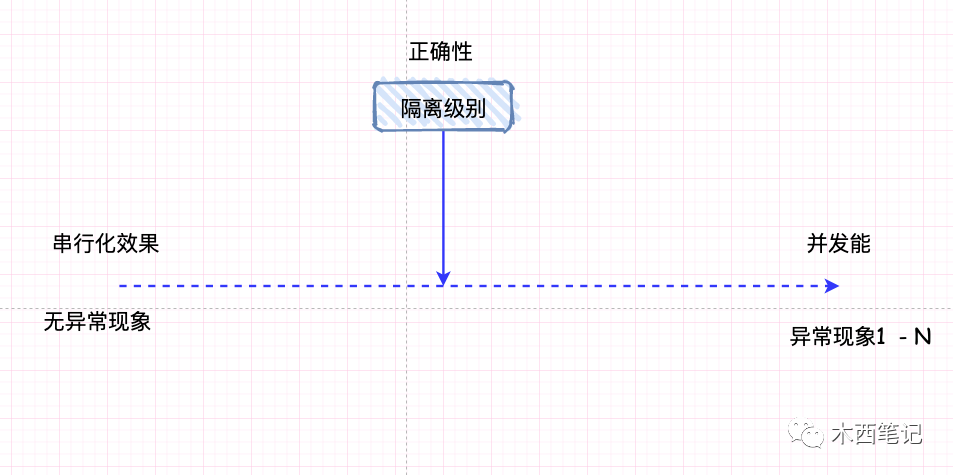 正确性
隔离级别
串行化效果
并发能
无异常现象
异常现象1 - N
木西笔记